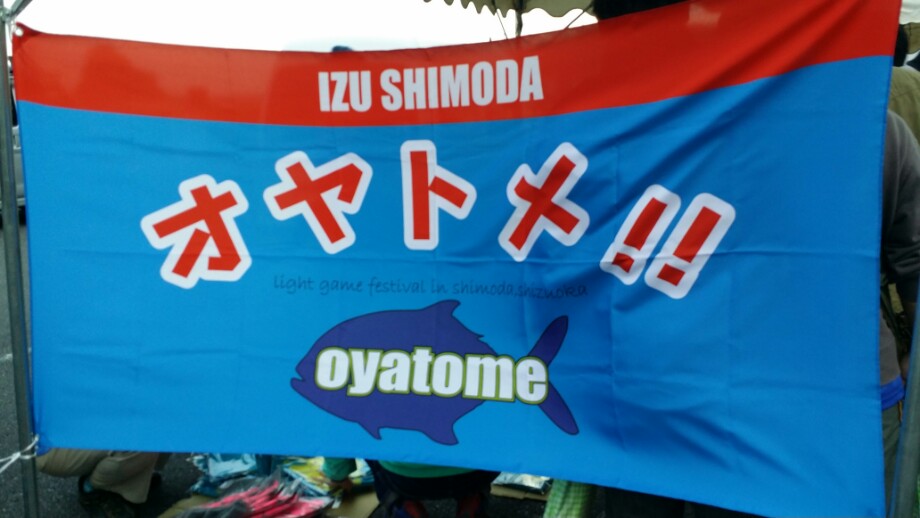 IZU SHIMODA
オヤトメ!!
light game festival in shimoda,shizuoka
oyatome